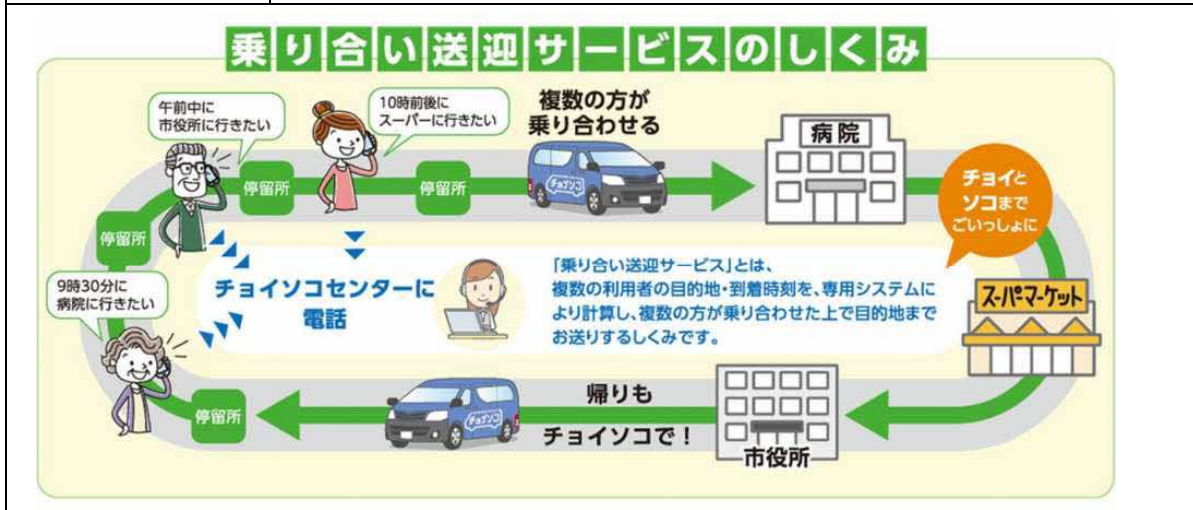 乗り合い送迎サービスのしくみ
午前中に
市役所に行きたい
10時前後に
スーパーに行きたい
複数の方が
乗り合わせる
病院
チョイと
ソコまで
ごいっしょに
停留所
停留所
停留所
チョイソコ
9時30分に
病院に行きたい
チョイソコセンターに
電話
「乗り合い送迎サービス」とは、
複数の利用者の目的地・到着時刻を、専用システムに
より計算し、複数の方が乗り合わせた上で目的地まで
お送りするしくみです。
スーパーマーケット
停留所
チョイソコ
帰りも
チョイソコで！
市役所